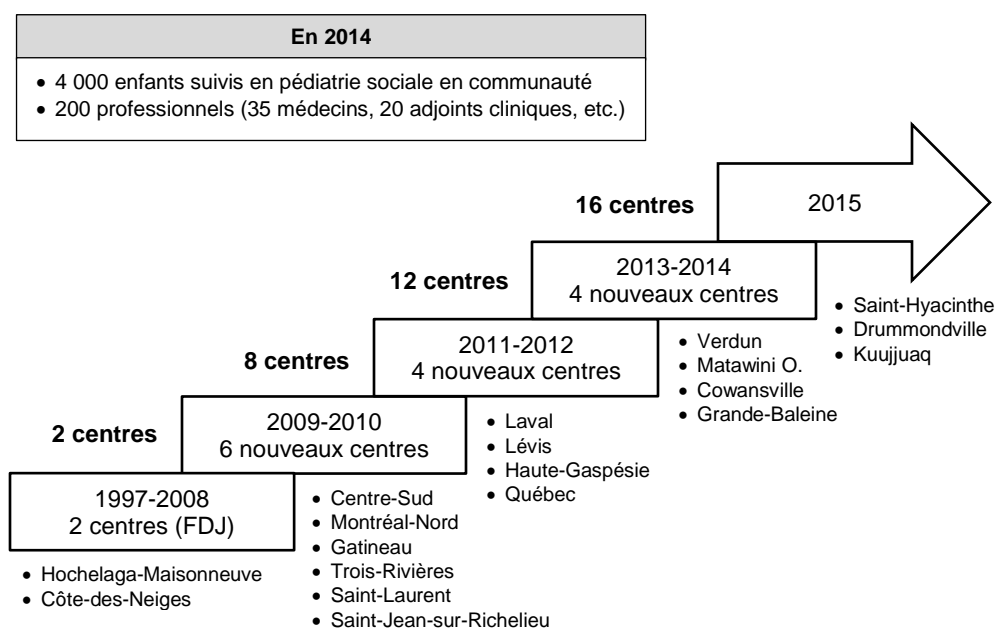 En 2014
• 4 000 enfants suivis en pédiatrie sociale en communauté
• 200 professionnels (35 médecins, 20 adjoints cliniques, etc.)
16 centres
2015
12 centres
2013-2014
4 nouveaux centres
• Saint-Hyacinthe
• Drummondville
• Kuujjuaq
8 centres
2011-2012
4 nouveaux centres
• Verdun
• Matawini O.
• Cowansville
• Grande-Baleine
2 centres
2009-2010
6 nouveaux centres
• Laval
• Lévis
• Haute-Gaspésie
• Québec
1997-2008
2 centres (FDJ)
• Centre-Sud
• Montréal-Nord
• Gatineau
• Trois-Rivières
• Saint-Laurent
• Saint-Jean-sur-Richelieu
• Hochelaga-Maisonneuve
• Côte-des-Neiges